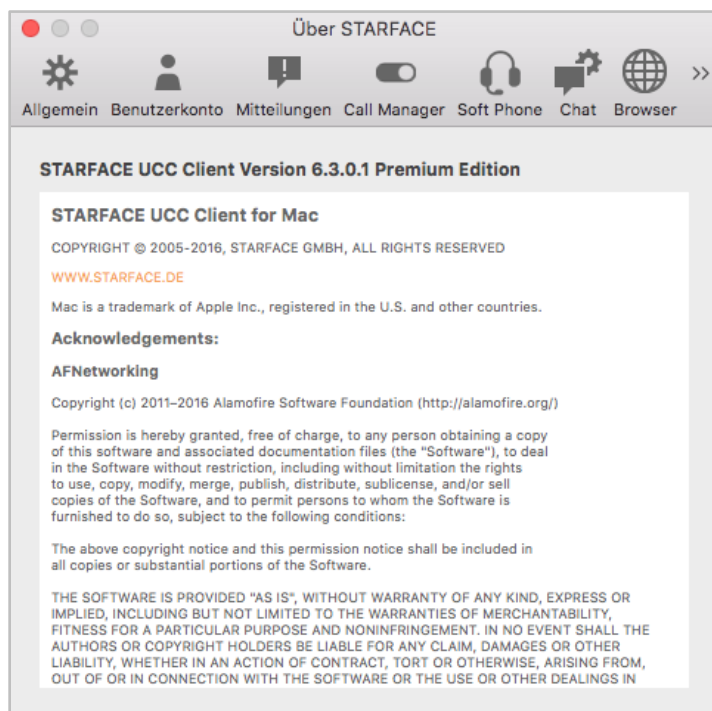 Über STARFACE
Allgemein Benutzerkonto Mitteilungen Call Manager Soft Phone Chat Browser »
STARFACE UCC Client Version 6.3.0.1 Premium Edition
STARFACE UCC Client for Mac
COPYRIGHT © 2005-2016, STARFACE GMBH, ALL RIGHTS RESERVED
WWW.STARFACE.DE
Mac is a trademark of Apple Inc., registered in the U.S. and other countries.
Acknowledgements:
AFNetworking
Copyright (c) 2011–2016 Alamofire Software Foundation (http://alamofire.org/)
Permission is hereby granted, free of charge, to any person obtaining a copy
of this software and associated documentation files (the "Software"), to deal
in the Software without restriction, including without limitation the rights
to use, copy, modify, merge, publish, distribute, sublicense, and/or sell
copies of the Software, and to permit persons to whom the Software is
furnished to do so, subject to the following conditions:
The above copyright notice and this permission notice shall be included in
all copies or substantial portions of the Software.
THE SOFTWARE IS PROVIDED "AS IS", WITHOUT WARRANTY OF ANY KIND, EXPRESS OR
IMPLIED, INCLUDING BUT NOT LIMITED TO THE WARRANTIES OF MERCHANTABILITY,
FITNESS FOR A PARTICULAR PURPOSE AND NONINFRINGEMENT. IN NO EVENT SHALL THE
AUTHORS OR COPYRIGHT HOLDERS BE LIABLE FOR ANY CLAIM, DAMAGES OR OTHER
LIABILITY, WHETHER IN AN ACTION OF CONTRACT, TORT OR OTHERWISE, ARISING FROM,
OUT OF OR IN CONNECTION WITH THE SOFTWARE OR THE USE OR OTHER DEALINGS IN